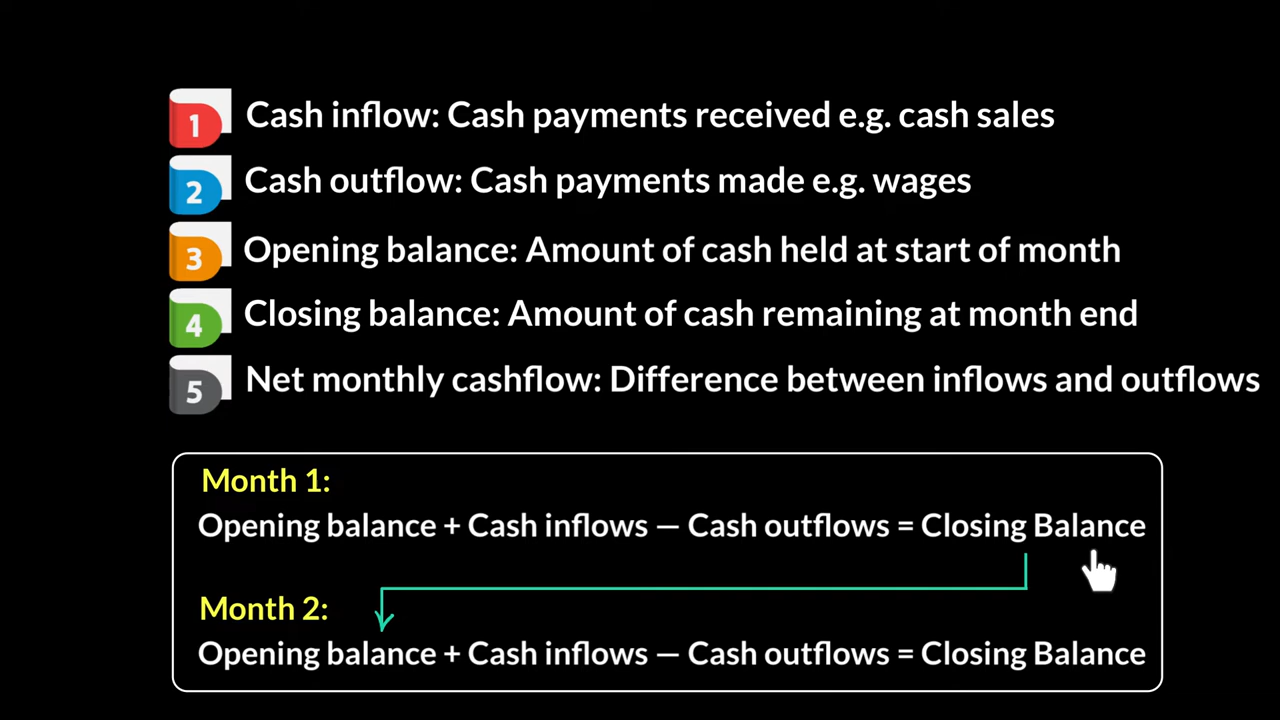 1 Cash inflow: Cash payments received e.g. cash sales
2 Cash outflow: Cash payments made e.g. wages
3 Opening balance: Amount of cash held at start of month
4 Closing balance: Amount of cash remaining at month end
5 Net monthly cashflow: Difference between inflows and outflows
Month 1:
Opening balance + Cash inflows – Cash outflows = Closing Balance
Month 2:
Opening balance + Cash inflows – Cash outflows = Closing Balance